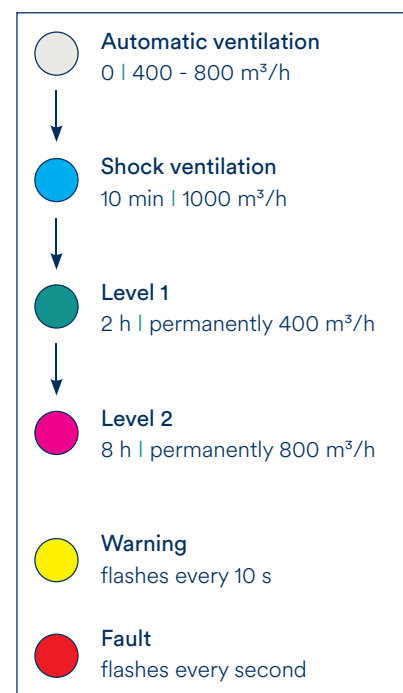 Automatic ventilation
0 | 400 - 800 m³/h
Shock ventilation
10 min | 1000 m³/h
Level 1
2 h | permanently 400 m³/h
Level 2
8 h | permanently 800 m³/h
Warning
flashes every 10 s
Fault
flashes every second